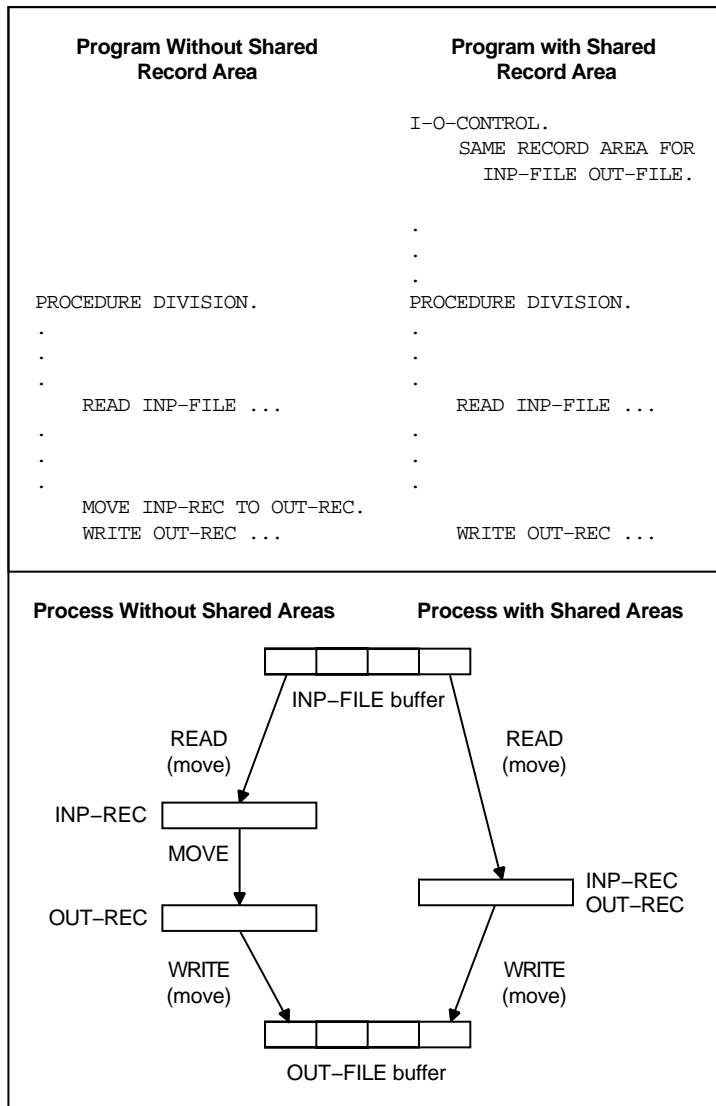 Program Without Shared
Record Area
Program with Shared
Record Area
I−O−CONTROL.
SAME RECORD AREA FOR
INP−FILE OUT−FILE.
.
.
.
PROCEDURE DIVISION.
PROCEDURE DIVISION.
.
.
.
.
.
.
READ INP−FILE ...
READ INP−FILE ...
.
.
.
.
.
.
MOVE INP−REC TO OUT−REC.
WRITE OUT−REC ...
WRITE OUT−REC ...
Process Without Shared Areas
Process with Shared Areas
INP−FILE buffer
READ
(move)
READ
(move)
INP−REC
MOVE
INP−REC
OUT−REC
OUT−REC
WRITE
(move)
WRITE
(move)
OUT−FILE buffer